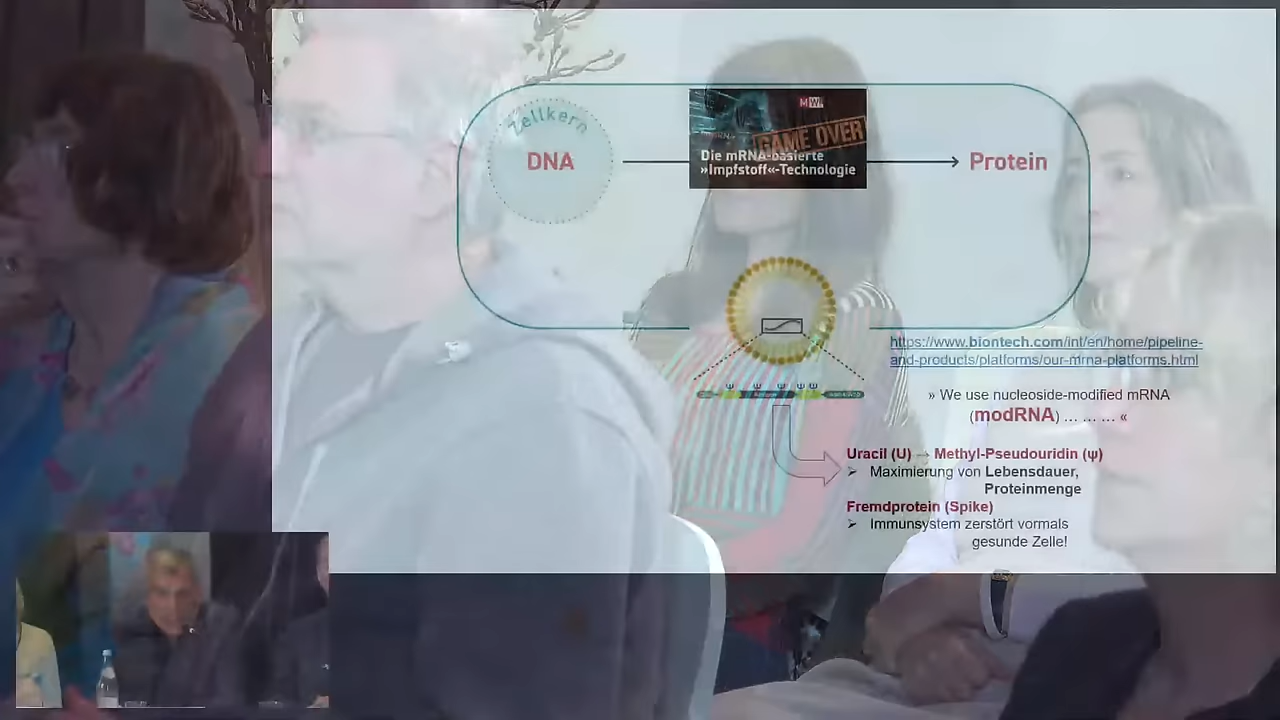 Zellkern
DNA
MWGFD
GAME OVER
Die mRNA-basierte
»Impfstoff«-Technologie
Protein
https://www.biontech.com/int/en/home/pipeline-
and-products/platforms/our-mrna-platforms.html
» We use nucleoside-modified mRNA
(modRNA) … … … «
Uracil (U) → Methyl-Pseudouridin (ψ)
➢ Maximierung von Lebensdauer,
Proteinmenge
Fremdprotein (Spike)
➢ Immunsystem zerstört vormals
gesunde Zelle!